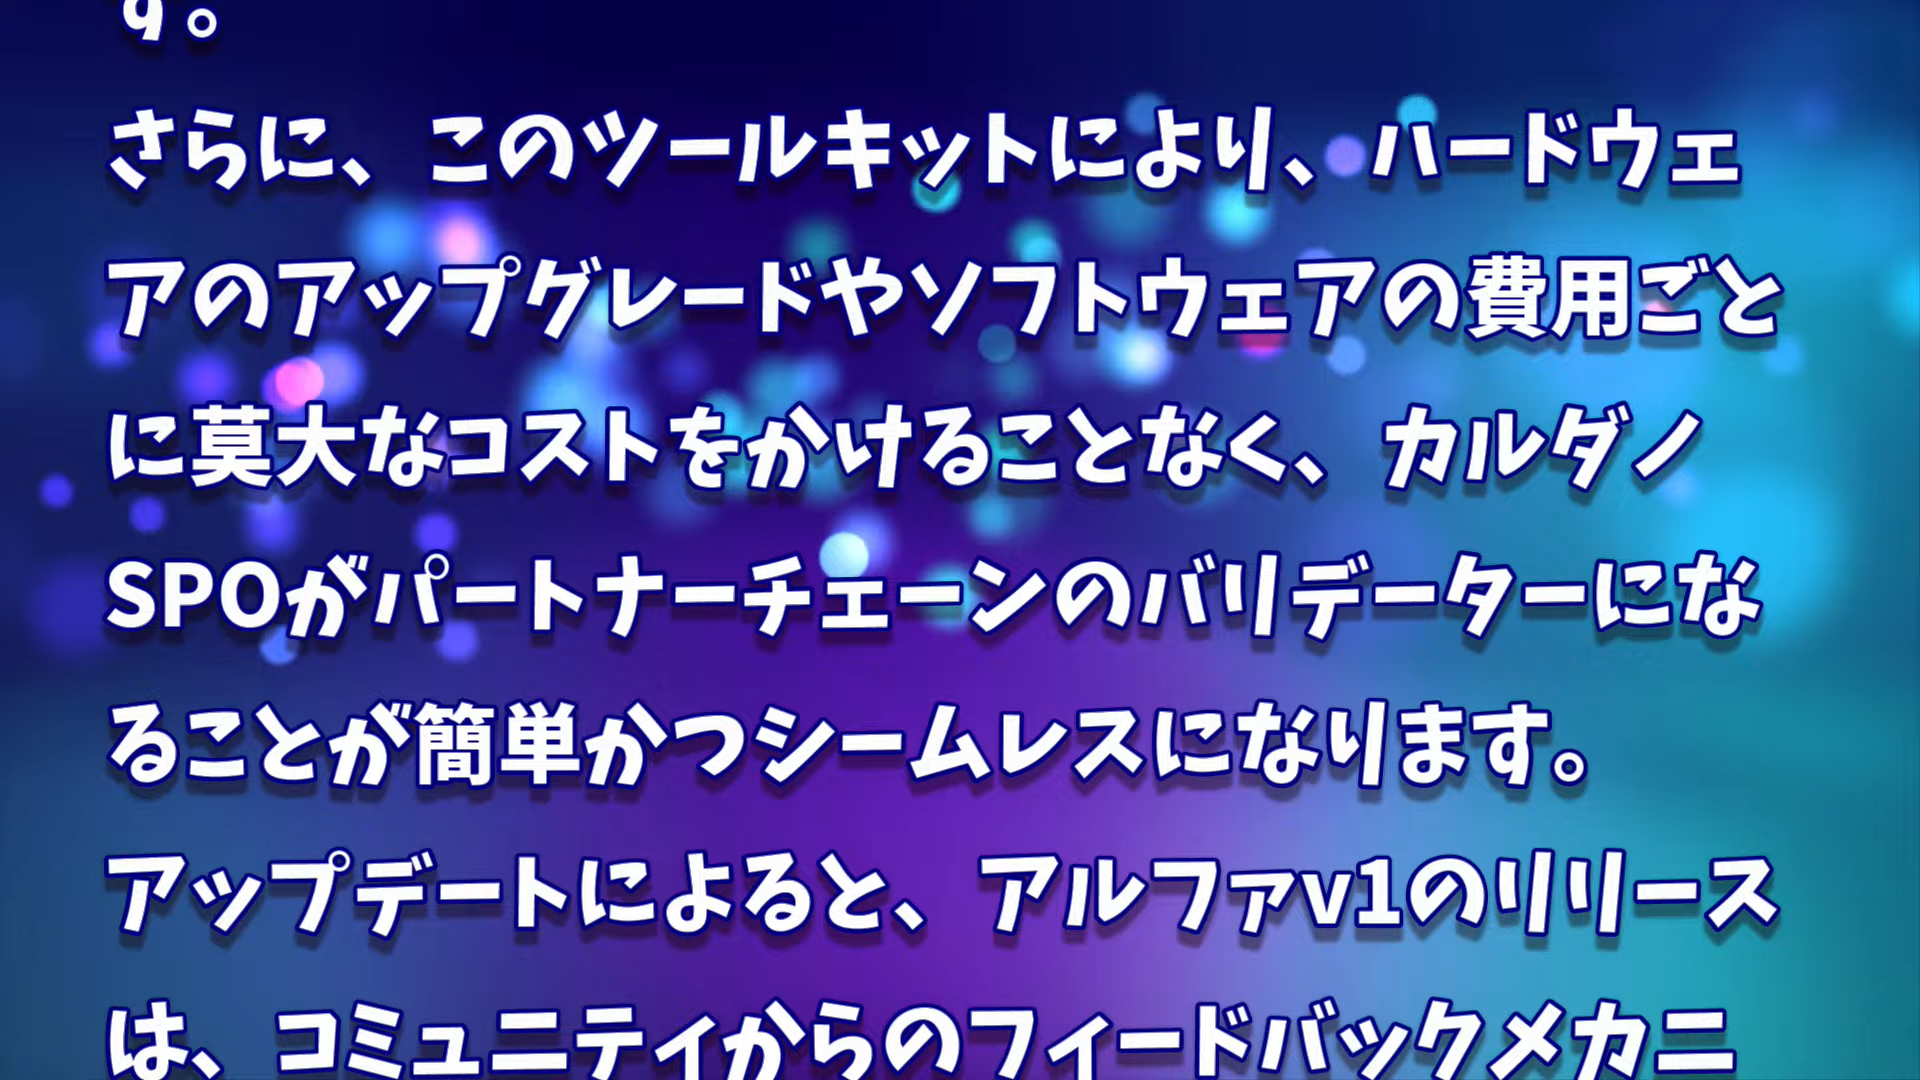 す。
さらに、このツールキットにより、ハードウェ
アのアップグレードやソフトウェアの費用ごと
に莫大なコストをかけることなく、カルダノ
SPOがパートナーチェーンのバリデーターにな
ることが簡単かつシームレスになります。
アップデートによると、アルファv1のリリース
は、コミュニティからのフィードバックメカニ